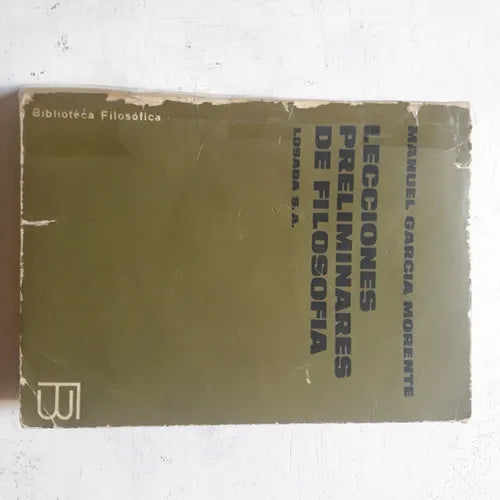 Biblioteca Filosófica
MANUEL GARCIA MORENTE
LECCIONES
PRELIMINARES
DE FILOSOFIA
LOSADA S.A.